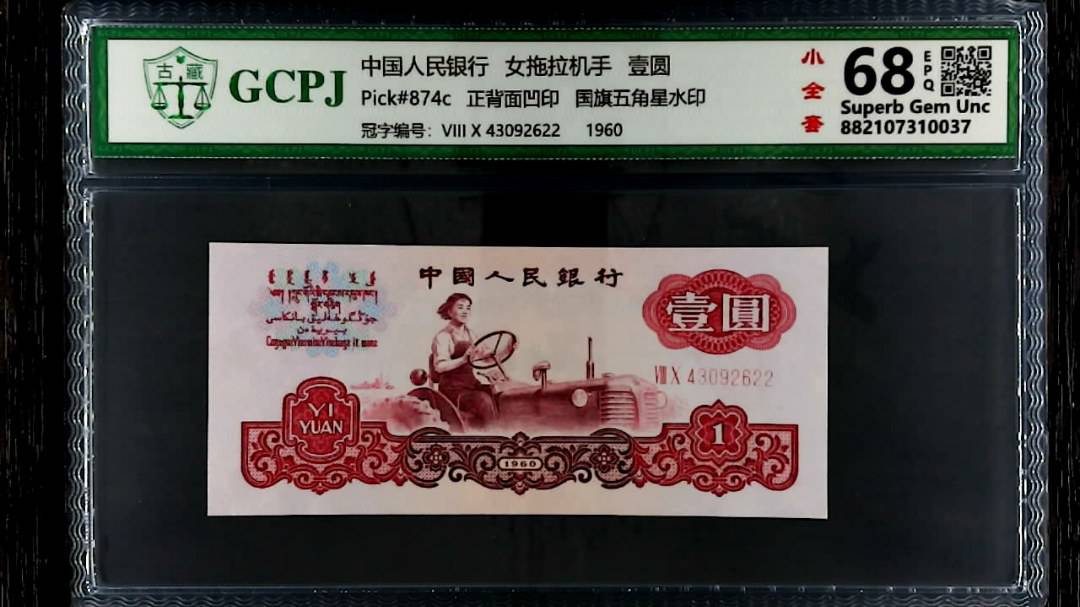 古藏
GCPJ
中国人民银行 女拖拉机手 壹圆
Pick#874c 正背面凹印 国旗五角星水印
冠字编号: VIII X 43092622 1960
小全套
68 EPQ
Superb Gem Unc
882107310037
中國人民銀行
壹圓
VIII X 43092622
YI
YUAN
1960
1